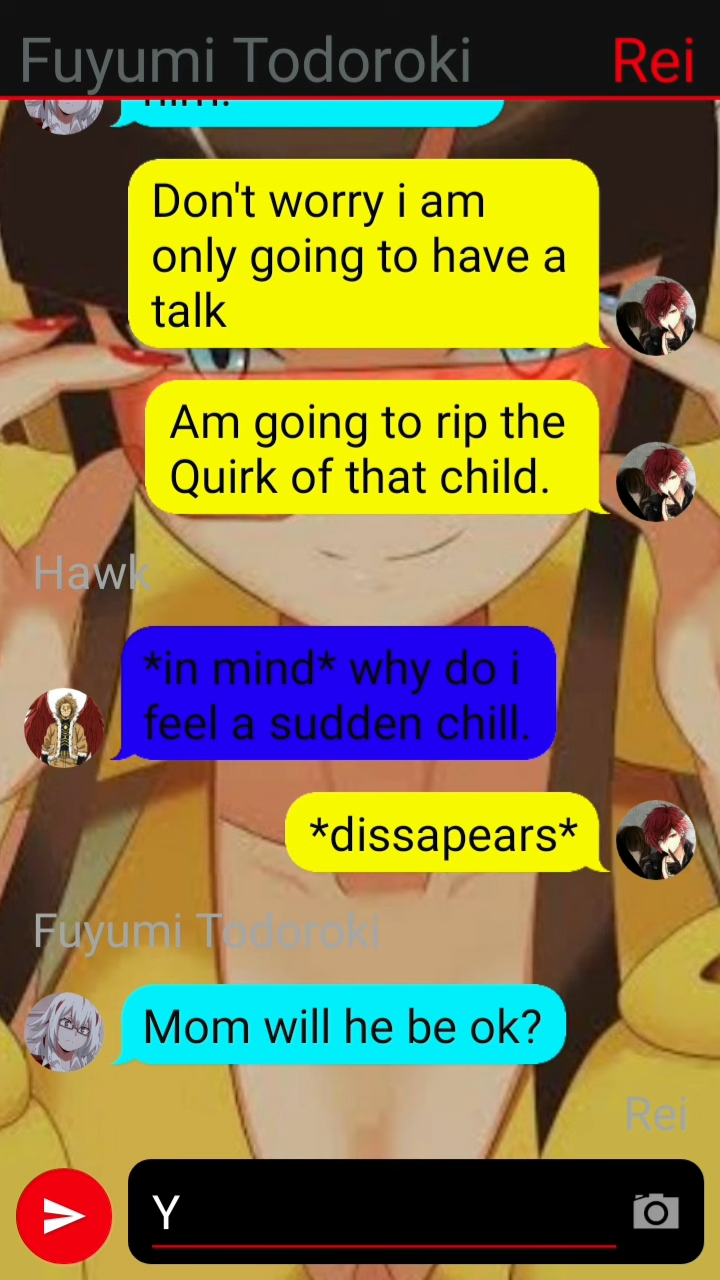 Fuyumi Todoroki Rei
him.
Don't worry i am
only going to have a
talk
Am going to rip the
Quirk of that child.
Hawk
*in mind* why do i
feel a sudden chill.
*dissapears*
Fuyumi Todoroki
Mom will he be ok?
Rei
Y